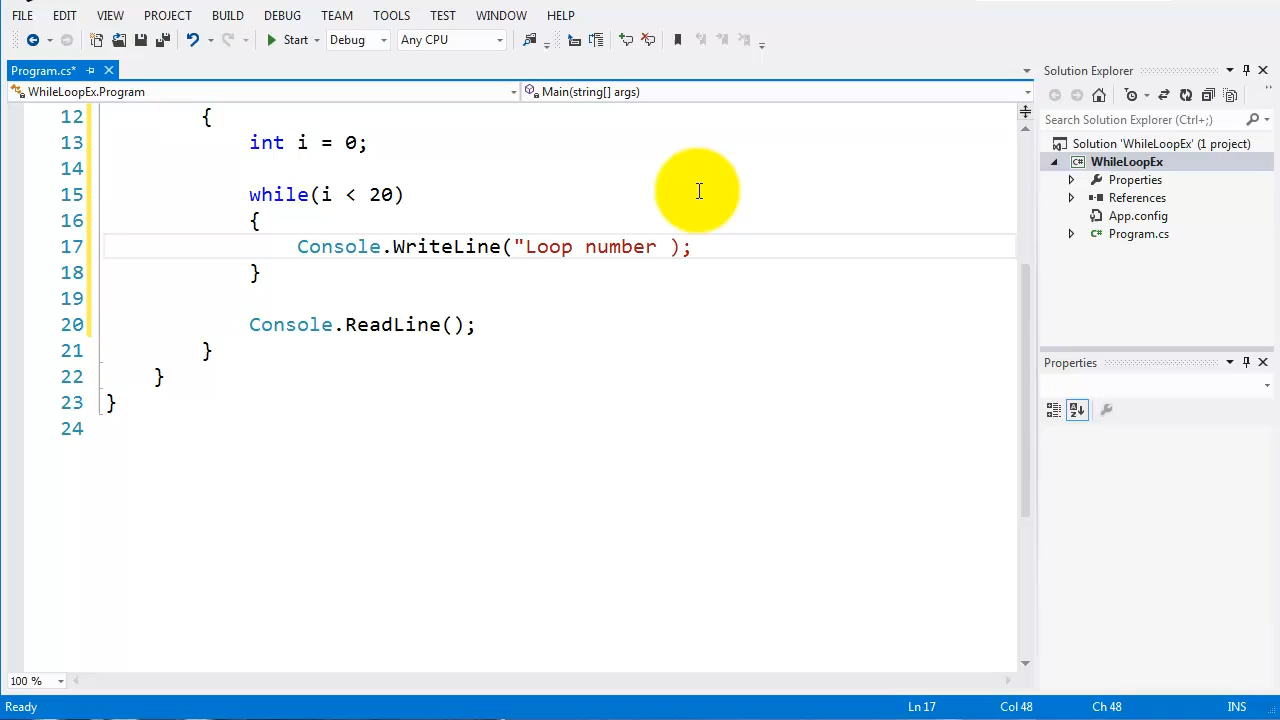 FILE EDIT VIEW PROJECT BUILD DEBUG TEAM TOOLS TEST WINDOW HELP
Start Debug Any CPU
Program.cs*
WhileLoopEx.Program Main(string[] args)
12 {
13 int i = 0;
14
15 while(i < 20)
16 {
17 Console.WriteLine("Loop number );
18 }
19
20 Console.ReadLine();
21 }
22 }
23 }
24
100 %
Solution Explorer
Search Solution Explorer (Ctrl+;)
Solution 'WhileLoopEx' (1 project)
C# WhileLoopEx
Properties
References
App.config
C# Program.cs
Properties
Ready Ln 17 Col 48 Ch 48 INS